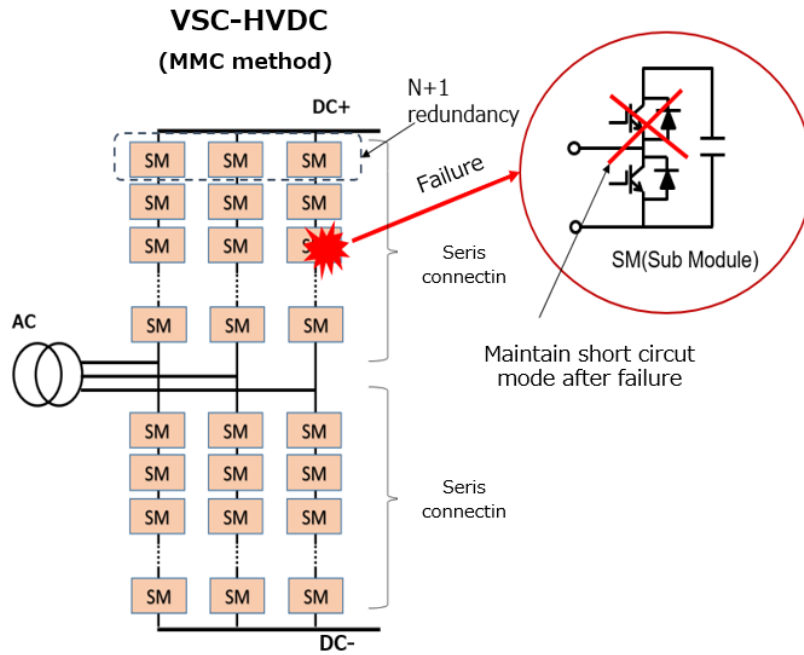 VSC-HVDC
(MMC method)
N+1
redundancy
DC+
SM SM SM
SM SM SM
SM SM SM
SM SM SM
AC
SM SM SM
SM SM SM
SM SM SM
SM SM SM
DC-
Seris
connectin
Seris
connectin
Failure
SM(Sub Module)
Maintain short circut
mode after failure